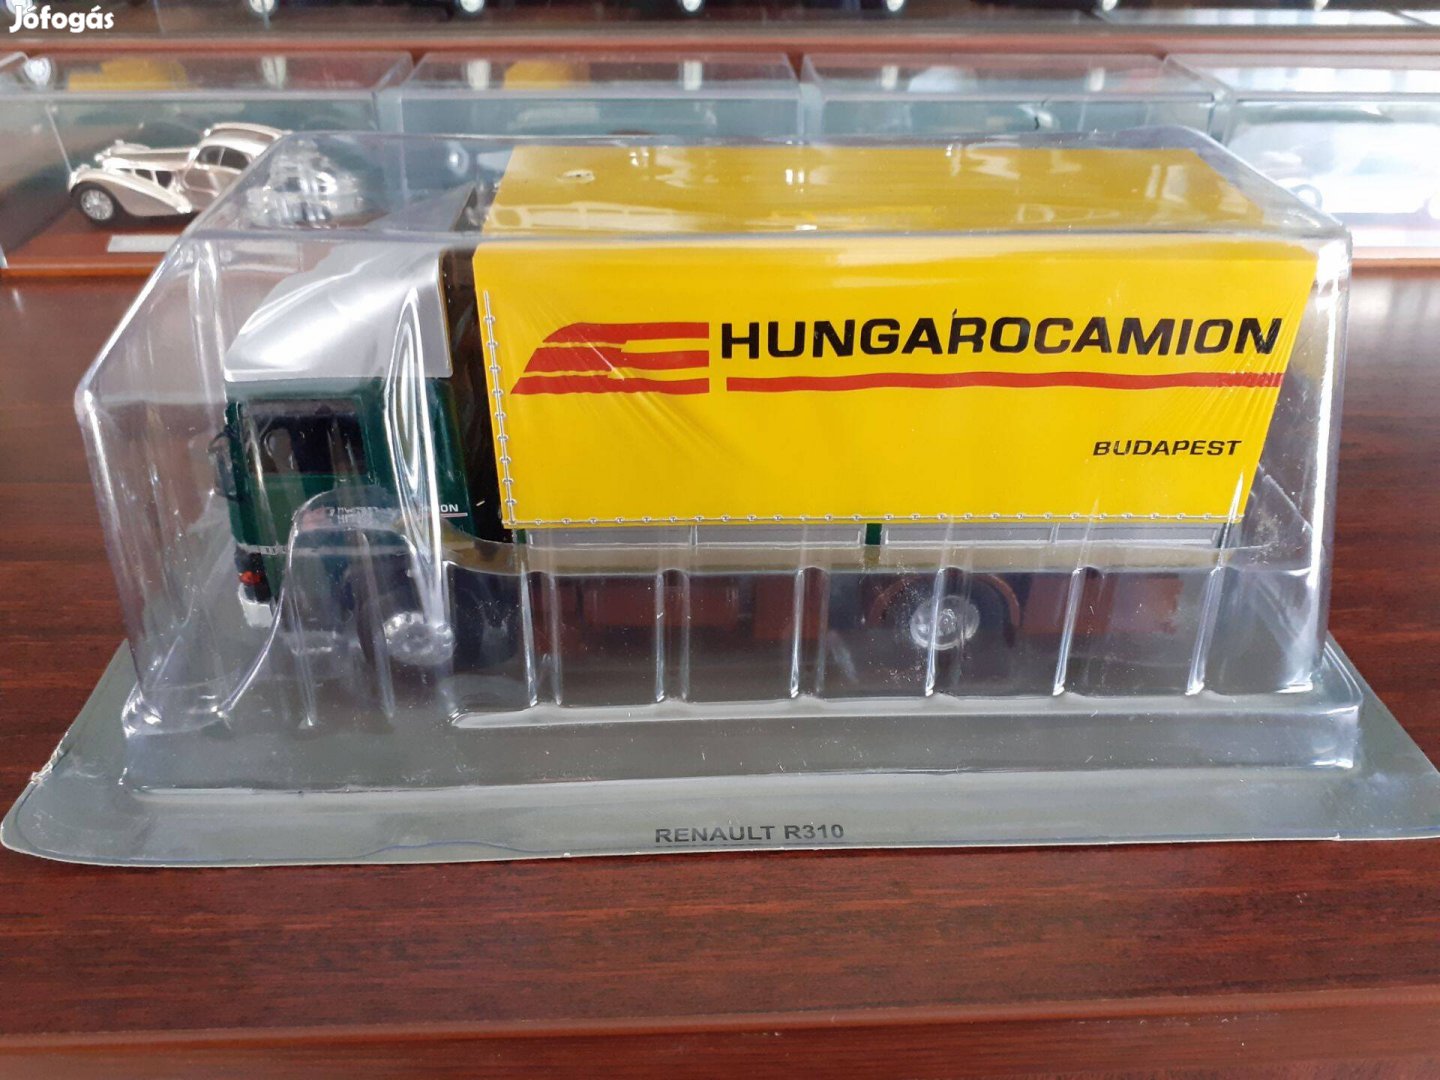 Jófogás
HUNGAROCAMION
BUDAPEST
RENAULT R310